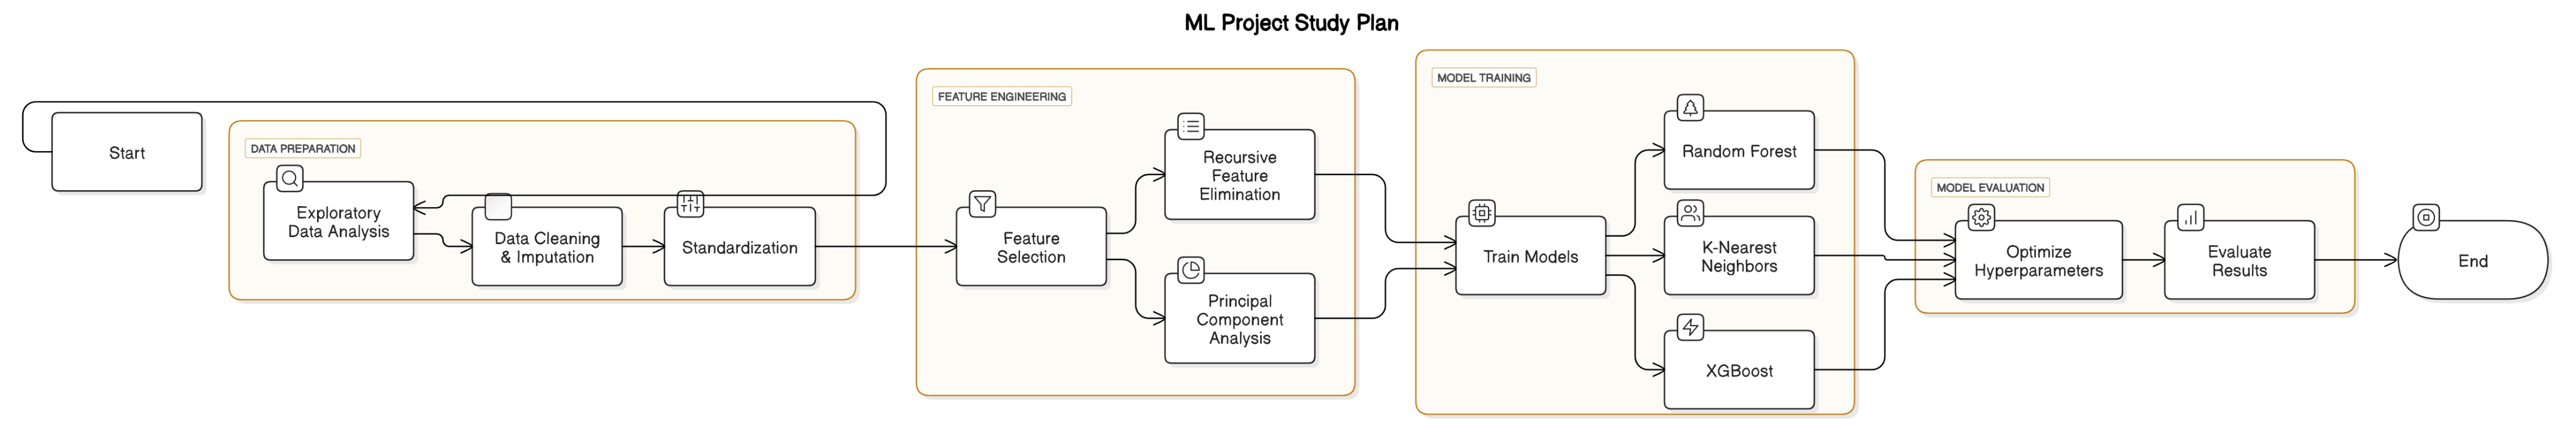 ML Project Study Plan
Start
DATA PREPARATION
Exploratory
Data Analysis
Data Cleaning
& Imputation
Standardization
FEATURE ENGINEERING
Feature
Selection
Recursive
Feature
Elimination
Principal
Component
Analysis
MODEL TRAINING
Train Models
Random Forest
K-Nearest
Neighbors
XGBoost
MODEL EVALUATION
Optimize
Hyperparameters
Evaluate
Results
End